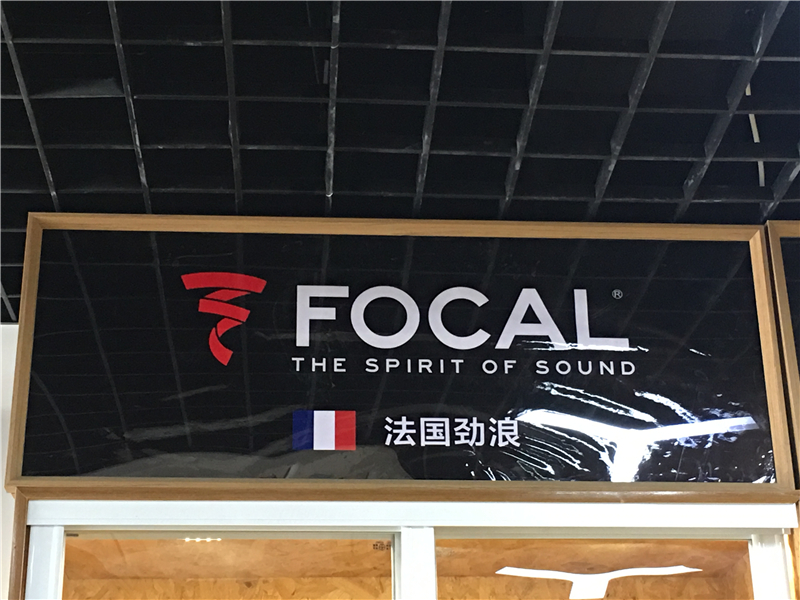 FOCAL®
THE SPIRIT OF SOUND
法国劲浪